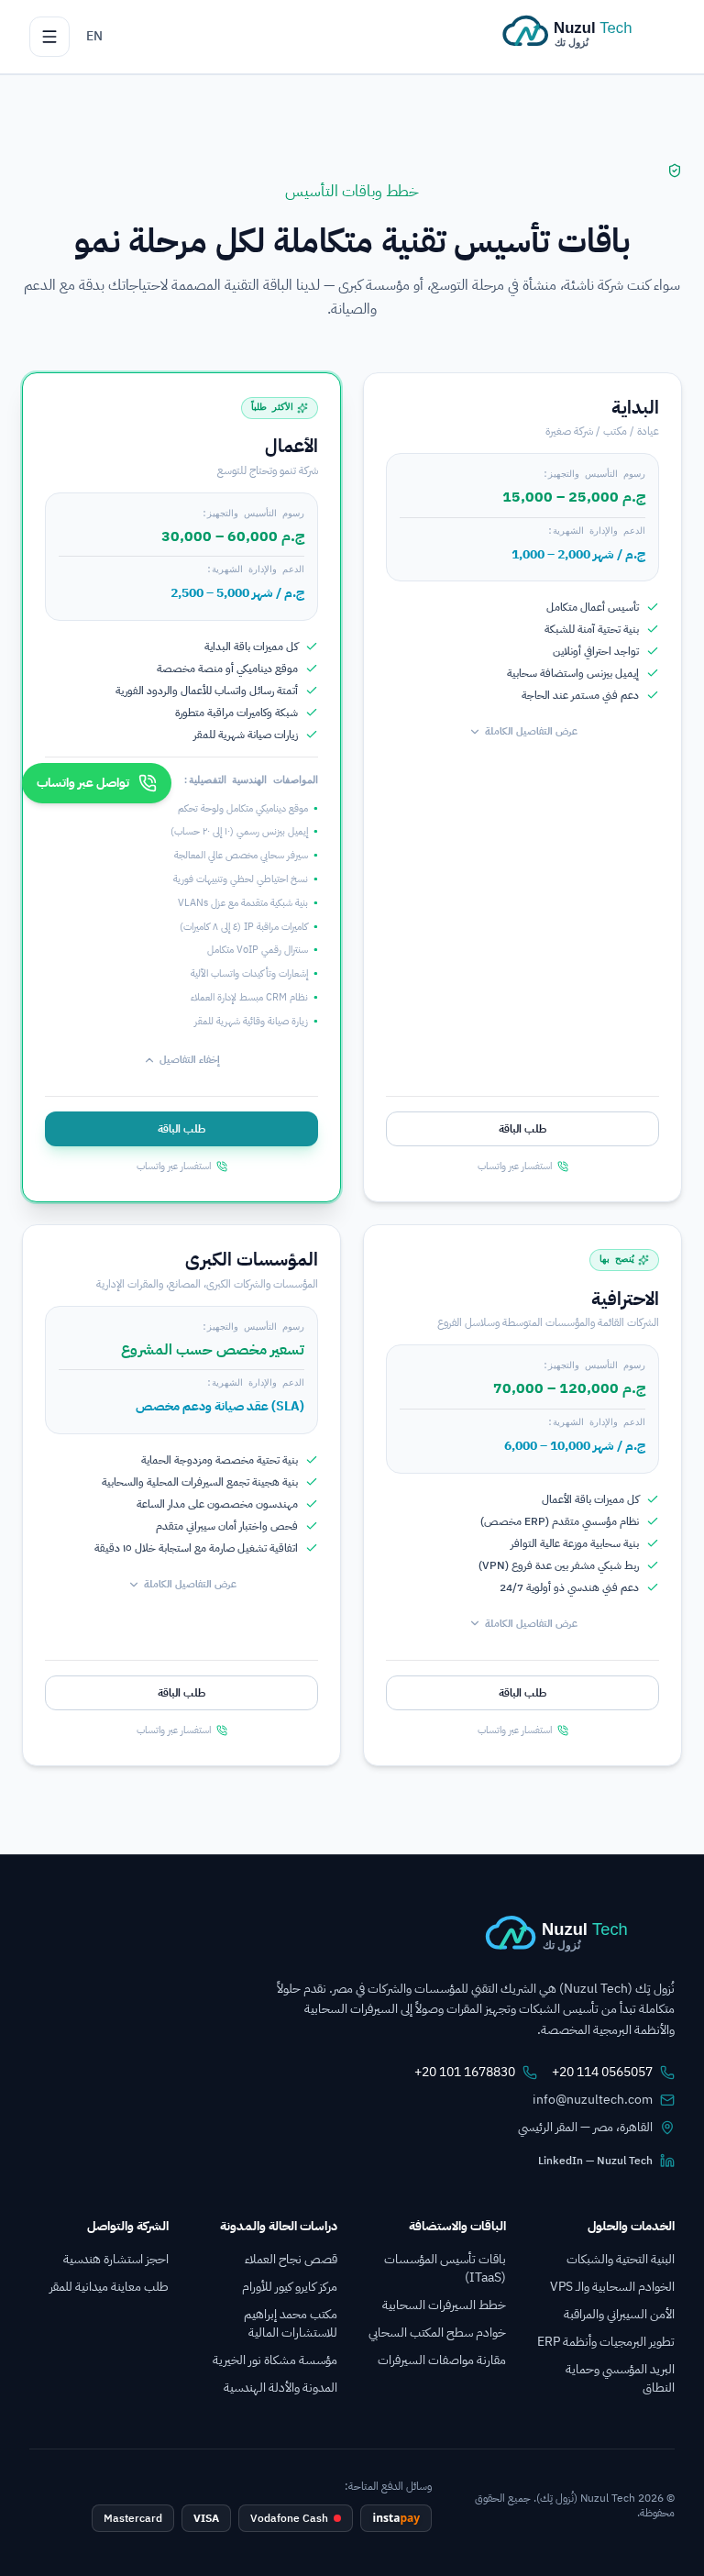 Nuzul Tech
نُزول تك
EN
خطط وباقات التأسيس
باقات تأسيس تقنية متكاملة لكل مرحلة نمو
سواء كنت شركة ناشئة، منشأة في مرحلة التوسع، أو مؤسسة كبرى — لدينا الباقة التقنية المصممة لاحتياجاتك بدقة مع الدعم
والصيانة.
البداية
عيادة / مكتب / شركة صغيرة
رسوم التأسيس والتجهيز:
15,000 – 25,000 ج.م
الدعم والإدارة الشهرية:
1,000 – 2,000 ج.م / شهر
تأسيس أعمال متكامل
بنية تحتية آمنة للشبكة
تواجد احترافي أونلاين
إيميل بيزنس واستضافة سحابية
دعم فني مستمر عند الحاجة
عرض التفاصيل الكاملة
طلب الباقة
استفسار عبر واتساب
الأكثر طلباً
الأعمال
شركة تنمو وتحتاج للتوسع
رسوم التأسيس والتجهيز:
30,000 – 60,000 ج.م
الدعم والإدارة الشهرية:
2,500 – 5,000 ج.م / شهر
كل مميزات باقة البداية
موقع ديناميكي أو منصة مخصصة
أتمتة رسائل واتساب للأعمال والردود الفورية
شبكة وكاميرات مراقبة متطورة
زيارات صيانة شهرية للمقر
تواصل عبر واتساب
المواصفات الهندسية التفصيلية:
موقع ديناميكي متكامل ولوحة تحكم
إيميل بيزنس رسمي (١٠ إلى ٢٠ حساب)
سيرفر سحابي مخصص عالي المعالجة
نسخ احتياطي لحظي وتنبيهات فورية
بنية شبكية متقدمة مع عزل VLANs
كاميرات مراقبة IP (٤ إلى ٨ كاميرات)
سنترال رقمي VoIP متكامل
إشعارات وتأكيدات واتساب الآلية
نظام CRM مبسط لإدارة العملاء
زيارة صيانة وقائية شهرية للمقر
إخفاء التفاصيل
طلب الباقة
استفسار عبر واتساب
يُنصح بها
الاحترافية
الشركات القائمة والمؤسسات المتوسطة وسلاسل الفروع
رسوم التأسيس والتجهيز:
70,000 – 120,000 ج.م
الدعم والإدارة الشهرية:
6,000 – 10,000 ج.م / شهر
كل مميزات باقة الأعمال
نظام مؤسسي متقدم (ERP مخصص)
بنية سحابية موزعة عالية التوافر
ربط شبكي مشفر بين عدة فروع (VPN)
دعم فني هندسي ذو أولوية 24/7
عرض التفاصيل الكاملة
طلب الباقة
استفسار عبر واتساب
المؤسسات الكبرى
المؤسسات والشركات الكبرى، المصانع، والمقرات الإدارية
رسوم التأسيس والتجهيز:
تسعير مخصص حسب المشروع
الدعم والإدارة الشهرية:
عقد صيانة ودعم مخصص (SLA)
بنية تحتية مخصصة ومزدوجة الحماية
بنية هجينة تجمع السيرفرات المحلية والسحابية
مهندسون مخصصون على مدار الساعة
فحص واختبار أمان سيبراني متقدم
اتفاقية تشغيل صارمة مع استجابة خلال ١٥ دقيقة
عرض التفاصيل الكاملة
طلب الباقة
استفسار عبر واتساب
Nuzul Tech
نُزول تك
نُزول تِك (Nuzul Tech) هي الشريك التقني للمؤسسات والشركات في مصر. نقدم حلولاً
متكاملة تبدأ من تأسيس الشبكات وتجهيز المقرات وصولاً إلى السيرفرات السحابية
والأنظمة البرمجية المخصصة.
+20 114 0565057
+20 101 1678830
info@nuzultech.com
القاهرة، مصر — المقر الرئيسي
LinkedIn — Nuzul Tech
الخدمات والحلول
البنية التحتية والشبكات
الخوادم السحابية والـ VPS
الأمن السيبراني والمراقبة
تطوير البرمجيات وأنظمة ERP
البريد المؤسسي وحماية
النطاق
الباقات والاستضافة
باقات تأسيس المؤسسات
(ITaaS)
خطط السيرفرات السحابية
خوادم سطح المكتب السحابي
مقارنة مواصفات السيرفرات
دراسات الحالة والمدونة
قصص نجاح العملاء
مركز كايرو كيور للأورام
مكتب محمد إبراهيم
للاستشارات المالية
مؤسسة مشكاة نور الخيرية
المدونة والأدلة الهندسية
الشركة والتواصل
احجز استشارة هندسية
طلب معاينة ميدانية للمقر
© 2026 Nuzul Tech (نُزول تِك). جميع الحقوق
محفوظة.
وسائل الدفع المتاحة:
instapay
Vodafone Cash
VISA
Mastercard